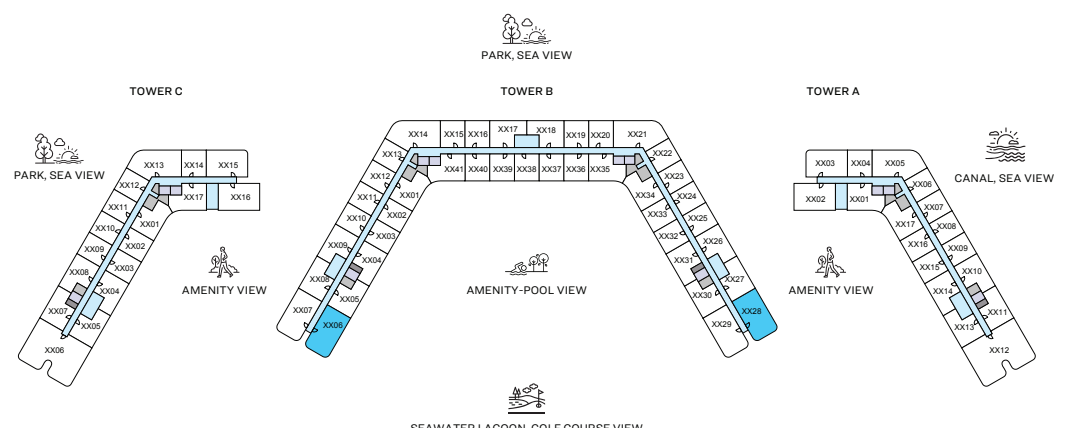 PARK, SEA VIEW
TOWER C
TOWER B
TOWER A
PARK, SEA VIEW
CANAL, SEA VIEW
XX13
XX14
XX15
XX12
XX17
XX16
XX11
XX01
XX10
XX02
XX09
XX03
XX08
XX04
XX07
XX05
XX06
AMENITY VIEW
XX14
XX15
XX16
XX17
XX18
XX19
XX20
XX21
XX13
XX41
XX40
XX39
XX38
XX37
XX36
XX35
XX22
XX12
XX01
XX23
XX11
XX02
XX34
XX24
XX10
XX03
XX33
XX25
XX09
XX04
XX32
XX26
XX08
XX05
XX31
XX27
XX07
XX06
XX30
XX28
XX29
AMENITY-POOL VIEW
XX03
XX04
XX05
XX02
XX01
XX06
XX17
XX07
XX16
XX08
XX15
XX09
XX14
XX10
XX13
XX11
XX12
AMENITY VIEW
SEAWATER LAGOON, GOLF COURSE VIEW